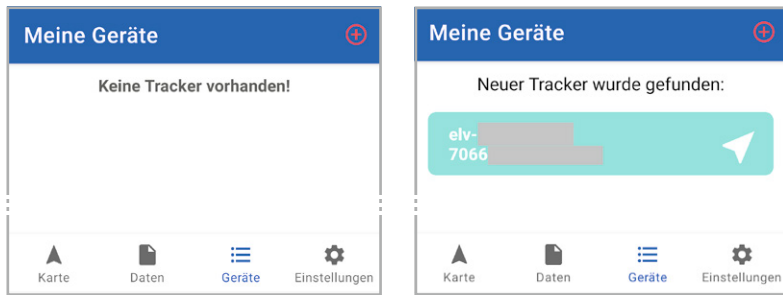 Meine Geräte
Keine Tracker vorhanden!
Karte
Daten
Geräte
Einstellungen
Meine Geräte
Neuer Tracker wurde gefunden:
elv-
7066
Karte
Daten
Geräte
Einstellungen